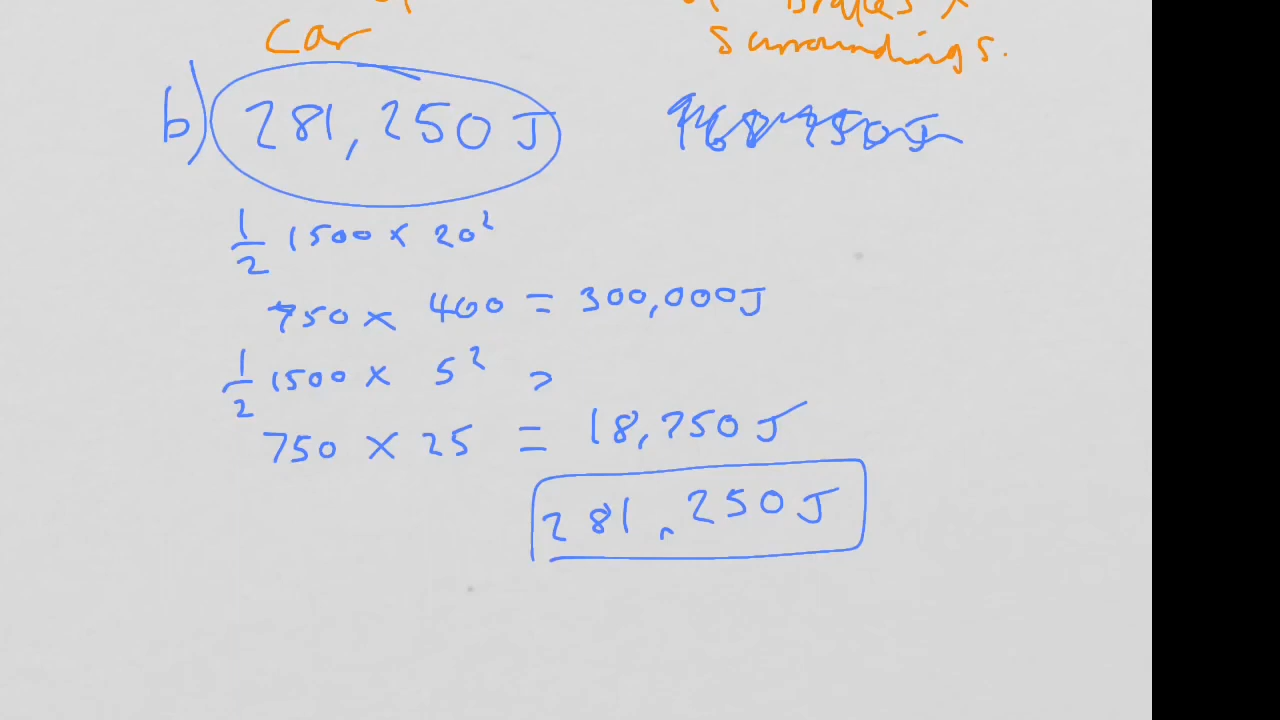 car
surroundings.
b) 281,250 J
1/2 1500 × 20²
750 × 400 = 300,000J
1/2 1500 × 5² =
750 × 25 = 18,750 J
281,250 J